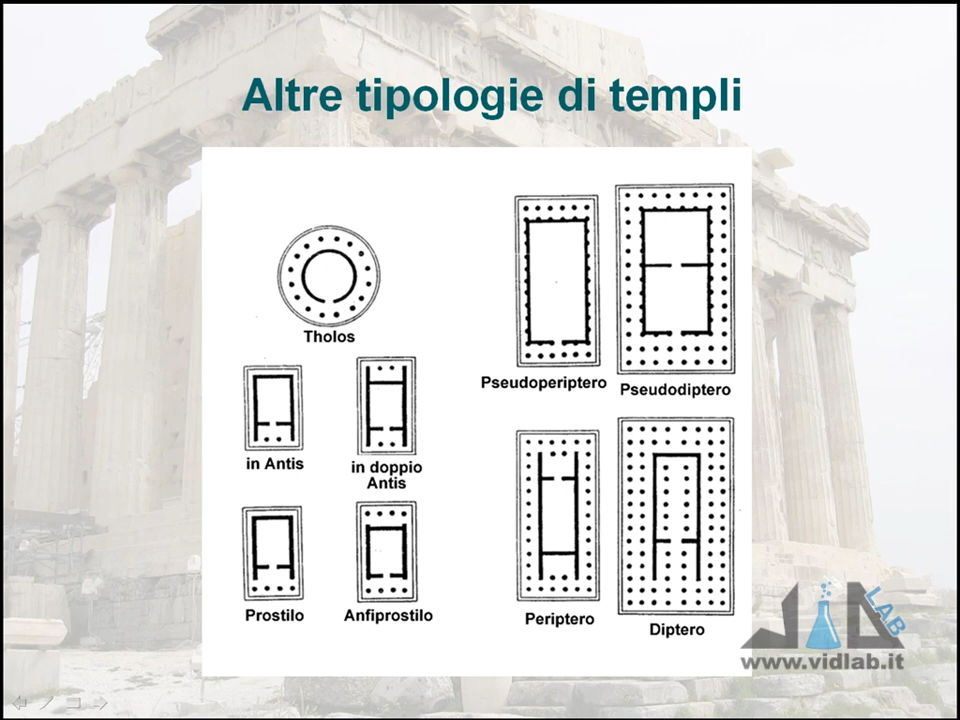 Altre tipologie di templi
Tholos
Pseudoperiptero
Pseudodiptero
in Antis
in doppio
Antis
Prostilo
Anfiprostilo
Periptero
Diptero
LAB
www.vidlab.it